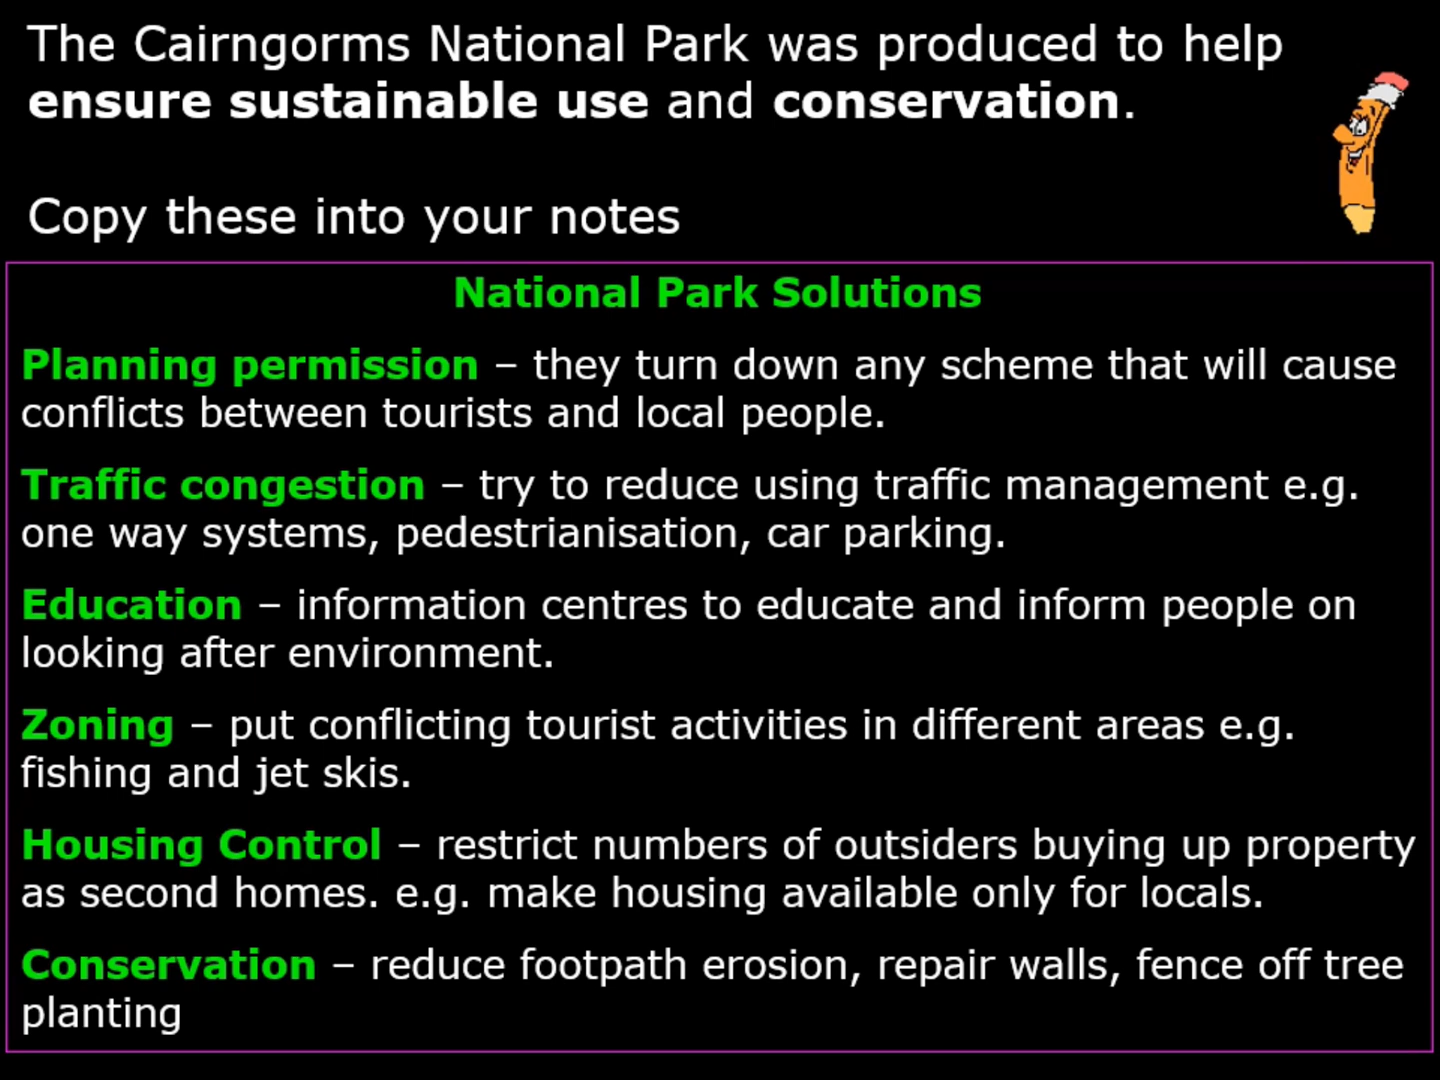 The Cairngorms National Park was produced to help
ensure sustainable use and conservation.
Copy these into your notes
National Park Solutions
Planning permission – they turn down any scheme that will cause
conflicts between tourists and local people.
Traffic congestion – try to reduce using traffic management e.g.
one way systems, pedestrianisation, car parking.
Education – information centres to educate and inform people on
looking after environment.
Zoning – put conflicting tourist activities in different areas e.g.
fishing and jet skis.
Housing Control – restrict numbers of outsiders buying up property
as second homes. e.g. make housing available only for locals.
Conservation – reduce footpath erosion, repair walls, fence off tree
planting